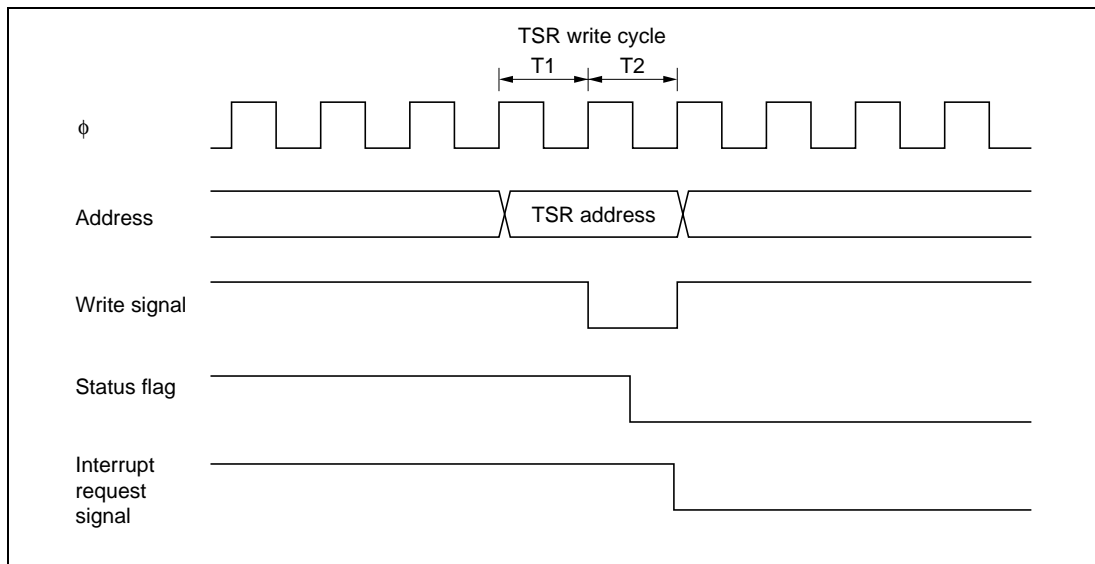 TSR write cycle
T1
T2
ϕ
Address
TSR address
Write signal
Status flag
Interrupt
request
signal